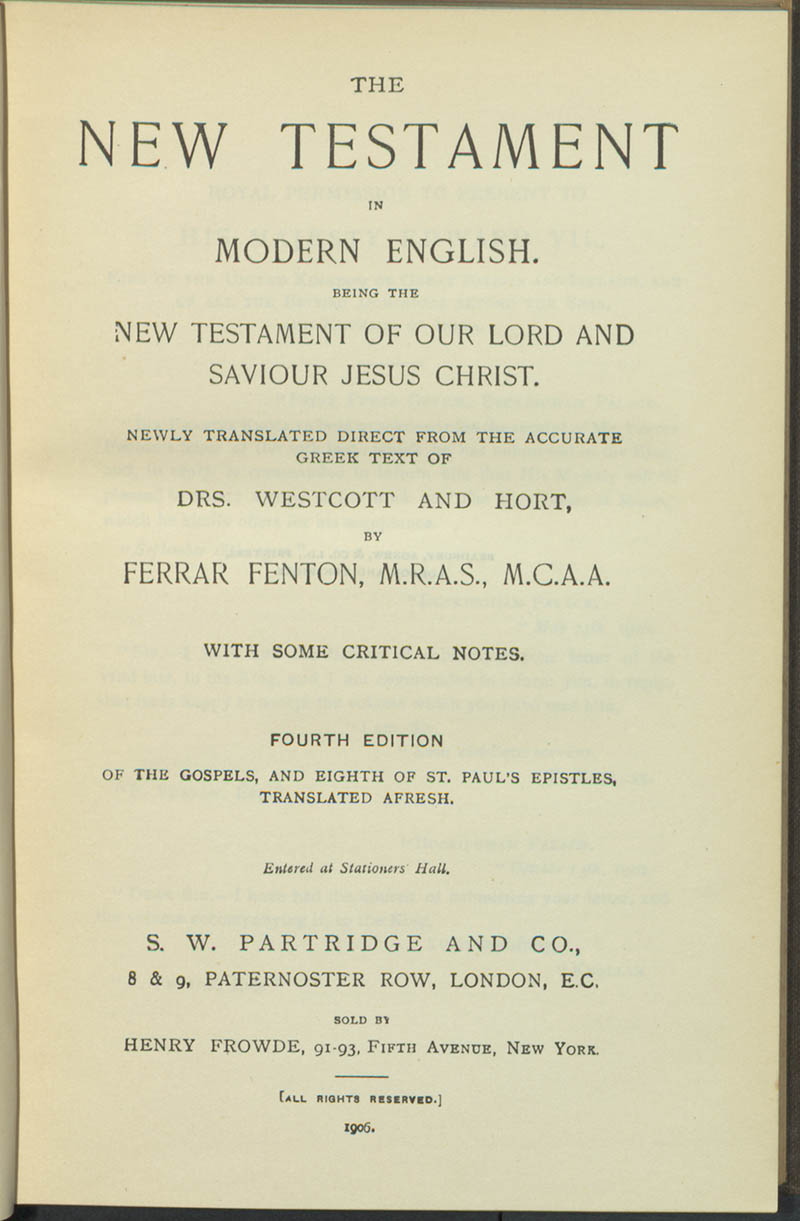 THE
NEW TESTAMENT
IN
MODERN ENGLISH.
BEING THE
NEW TESTAMENT OF OUR LORD AND
SAVIOUR JESUS CHRIST.
NEWLY TRANSLATED DIRECT FROM THE ACCURATE
GREEK TEXT OF
DRS. WESTCOTT AND HORT,
BY
FERRAR FENTON, M.R.A.S., M.C.A.A.
WITH SOME CRITICAL NOTES.
FOURTH EDITION
OF THE GOSPELS, AND EIGHTH OF ST. PAUL'S EPISTLES,
TRANSLATED AFRESH.
Entered at Stationers' Hall.
S. W. PARTRIDGE AND CO.,
8 & 9, PATERNOSTER ROW, LONDON, E.C.
SOLD BY
HENRY FROWDE, 91-93, FIFTH AVENUE, NEW YORK.
[ALL RIGHTS RESERVED.]
1906.